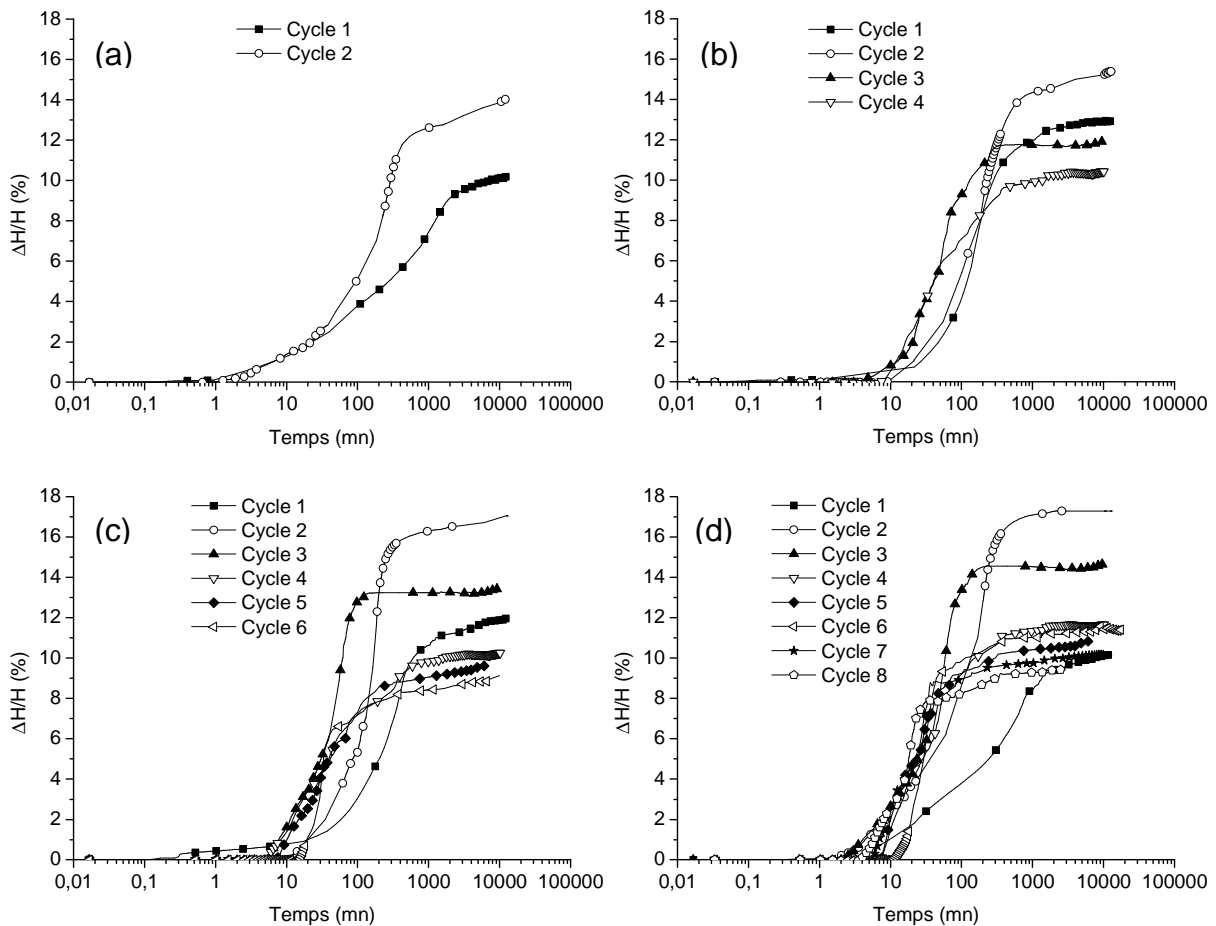 (a)
Cycle 1
Cycle 2
18
16
14
12
10
8
6
4
2
0
ΔH/H (%)
0,01 0,1 1 10 100 1000 10000 100000
Temps (mn)
(b)
Cycle 1
Cycle 2
Cycle 3
Cycle 4
18
16
14
12
10
8
6
4
2
0
ΔH/H (%)
0,01 0,1 1 10 100 1000 10000 100000
Temps (mn)
(c)
Cycle 1
Cycle 2
Cycle 3
Cycle 4
Cycle 5
Cycle 6
18
16
14
12
10
8
6
4
2
0
ΔH/H (%)
0,01 0,1 1 10 100 1000 10000 100000
Temps (mn)
(d)
Cycle 1
Cycle 2
Cycle 3
Cycle 4
Cycle 5
Cycle 6
Cycle 7
Cycle 8
18
16
14
12
10
8
6
4
2
0
ΔH/H (%)
0,01 0,1 1 10 100 1000 10000 100000
Temps (mn)